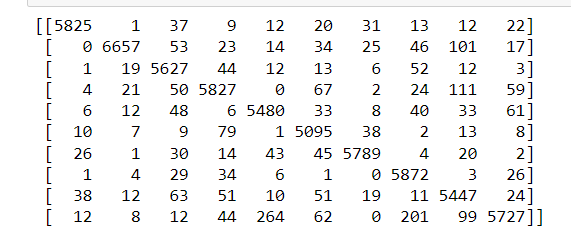 [[5825 1 37 9 12 20 31 13 12 22]
[ 0 6657 53 23 14 34 25 46 101 17]
[ 1 19 5627 44 12 13 6 52 12 3]
[ 4 21 50 5827 0 67 2 24 111 59]
[ 6 12 48 6 5480 33 8 40 33 61]
[ 10 7 9 79 1 5095 38 2 13 8]
[ 26 1 30 14 43 45 5789 4 20 2]
[ 1 4 29 34 6 1 0 5872 3 26]
[ 38 12 63 51 10 51 19 11 5447 24]
[ 12 8 12 44 264 62 0 201 99 5727]]